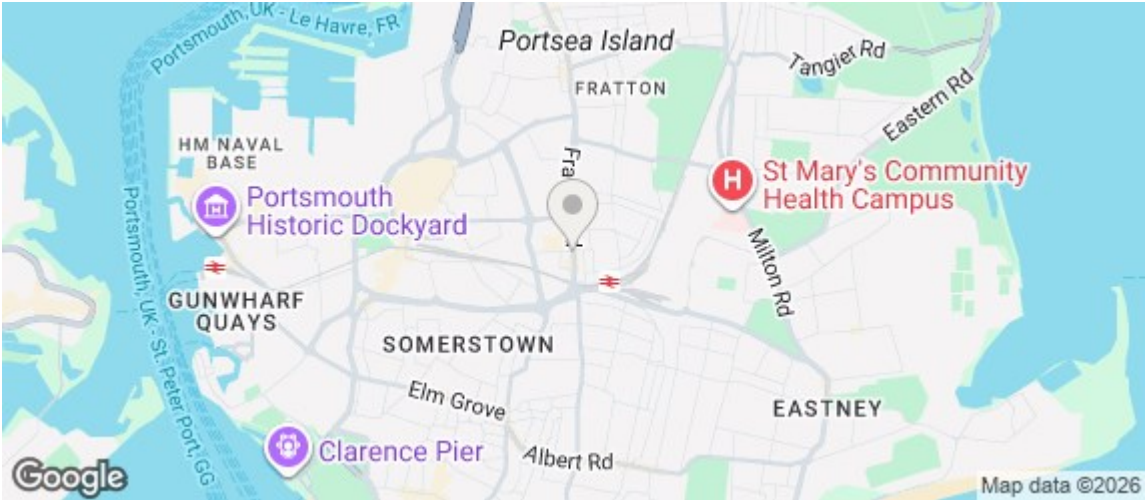 Portsmouth, UK - Le Havre, FR
Portsea Island
Tangier Rd
FRATTON
Eastern Rd
HM NAVAL
BASE
Fra
St Mary's Community
Health Campus
H
Portsmouth
Historic Dockyard
Portsmouth, UK - St. Peter Port, GG
Milton Rd
GUNWHARF
QUAYS
SOMERSTOWN
Elm Grove
EASTNEY
Clarence Pier
Albert Rd
Google
Map data ©2026